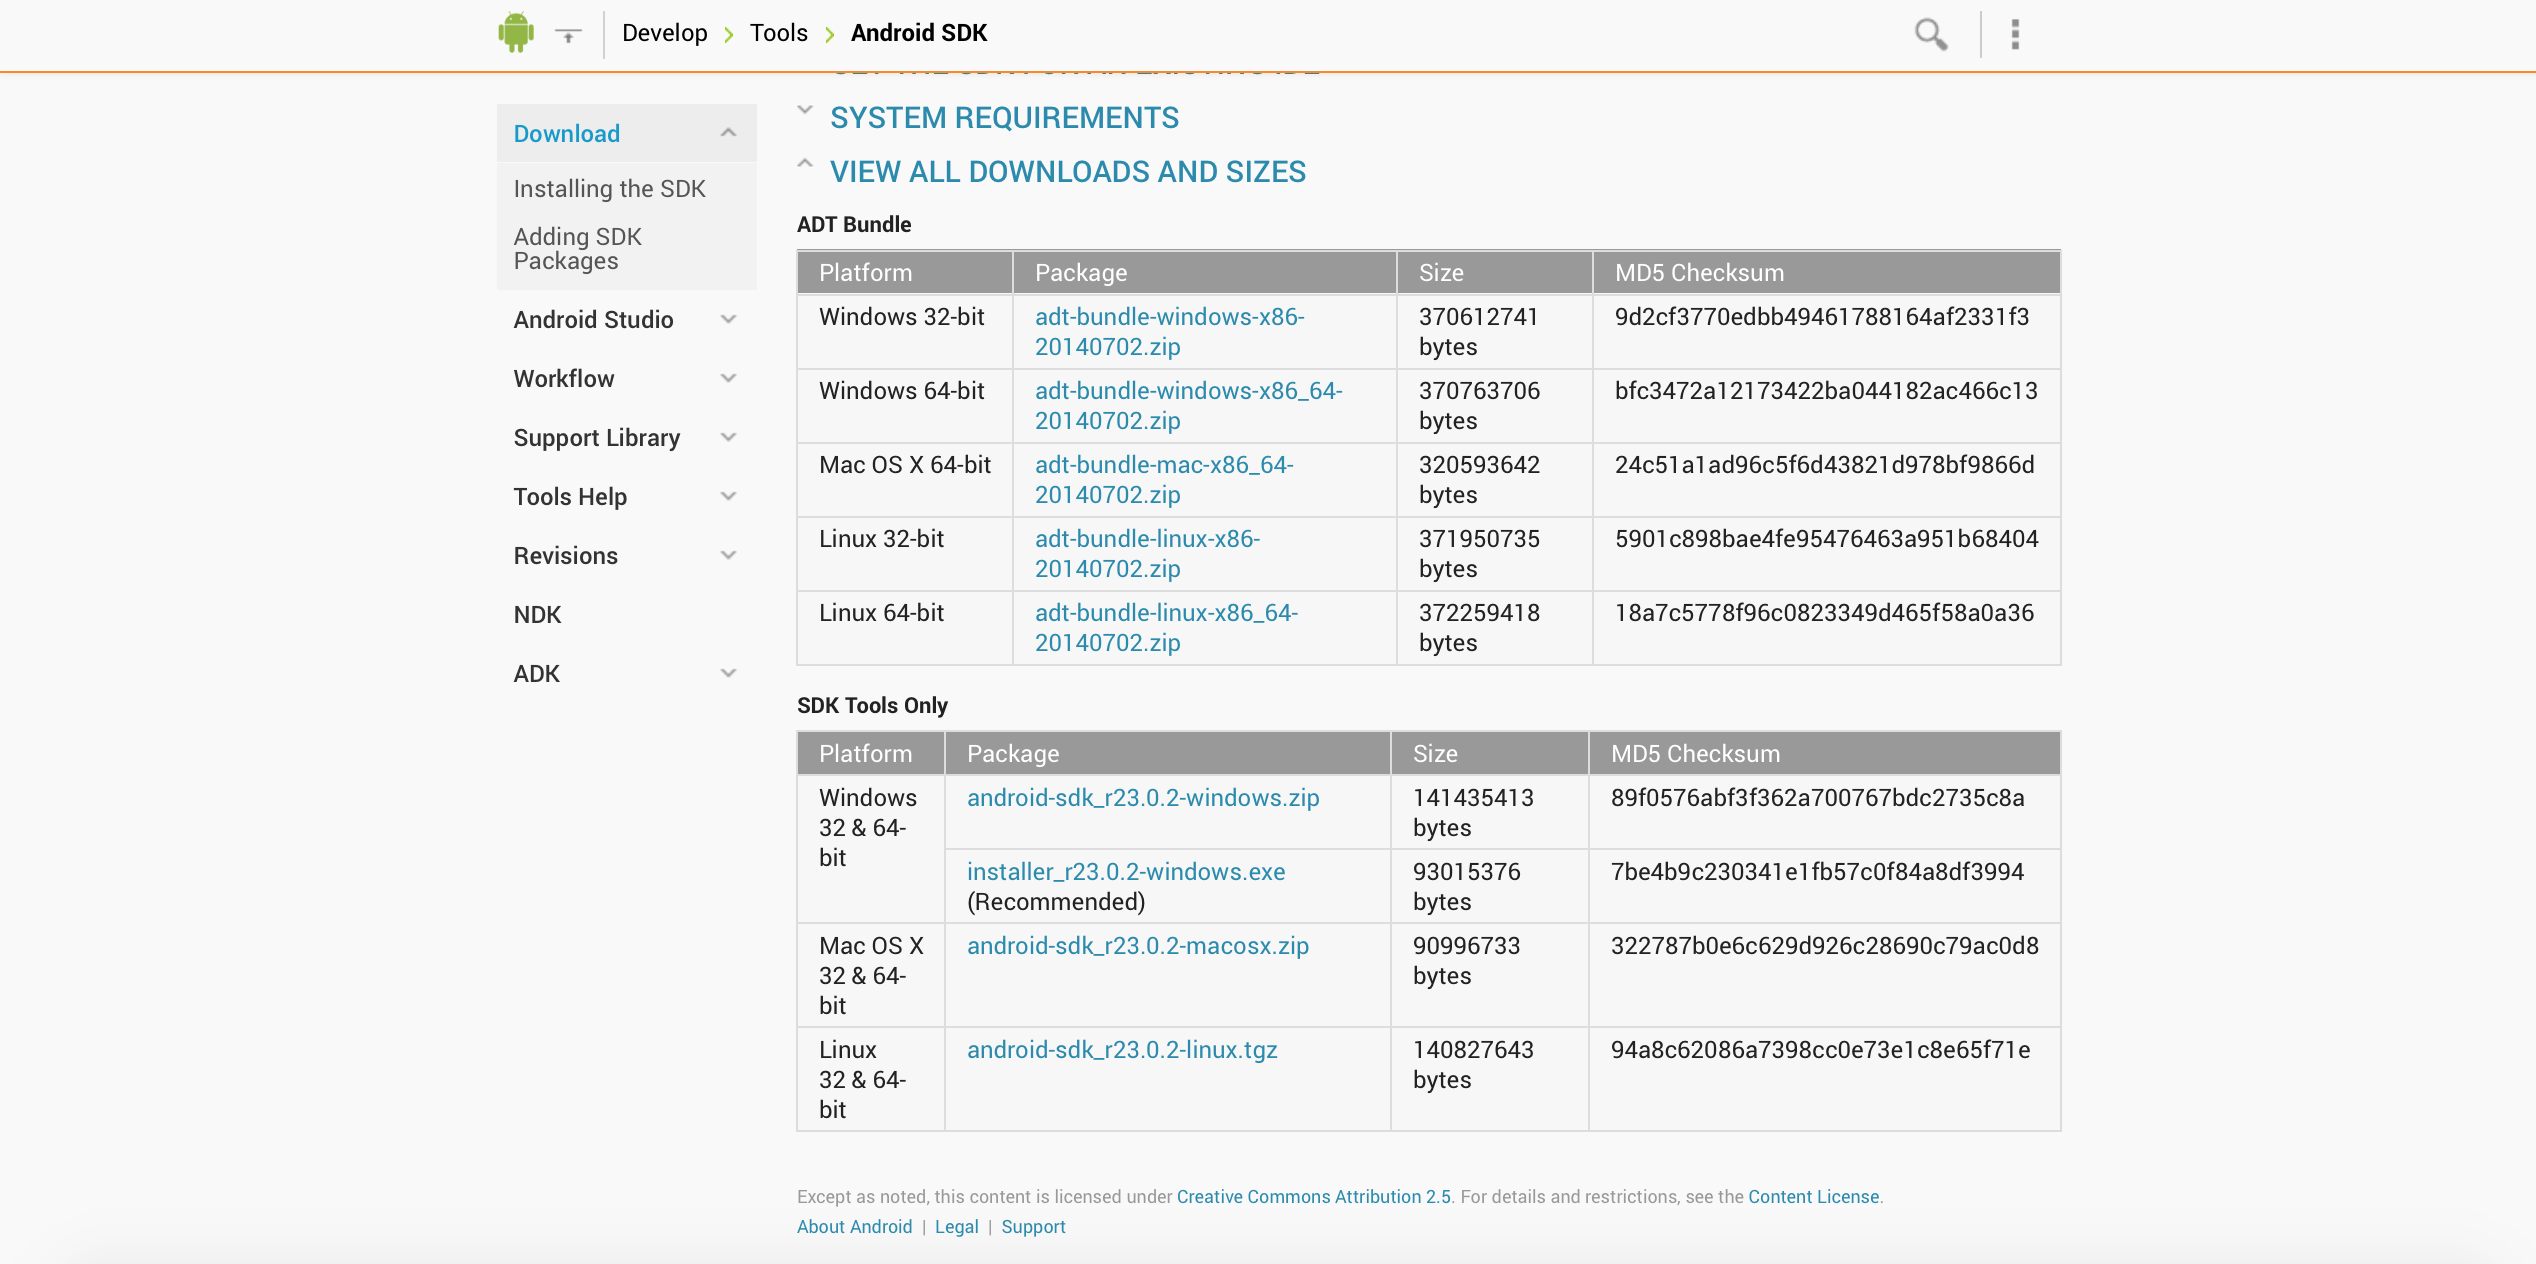 Develop > Tools > Android SDK
SYSTEM REQUIREMENTS
VIEW ALL DOWNLOADS AND SIZES
Download
Installing the SDK
Adding SDK
Packages
Android Studio
Workflow
Support Library
Tools Help
Revisions
NDK
ADK
ADT Bundle
Platform Package Size MD5 Checksum
Windows 32-bit adt-bundle-windows-x86- 370612741 9d2cf3770edbb49461788164af2331f3
20140702.zip bytes
Windows 64-bit adt-bundle-windows-x86_64- 370763706 bfc3472a12173422ba044182ac466c13
20140702.zip bytes
Mac OS X 64-bit adt-bundle-mac-x86_64- 320593642 24c51a1ad96c5f6d43821d978bf9866d
20140702.zip bytes
Linux 32-bit adt-bundle-linux-x86- 371950735 5901c898bae4fe95476463a951b68404
20140702.zip bytes
Linux 64-bit adt-bundle-linux-x86_64- 372259418 18a7c5778f96c0823349d465f58a0a36
20140702.zip bytes
SDK Tools Only
Platform Package Size MD5 Checksum
Windows android-sdk_r23.0.2-windows.zip 141435413 89f0576abf3f362a700767bdc2735c8a
32 & 64- bytes
bit
installer_r23.0.2-windows.exe 93015376 7be4b9c230341e1fb57c0f84a8df3994
(Recommended) bytes
Mac OS X android-sdk_r23.0.2-macosx.zip 90996733 322787b0e6c629d926c28690c79ac0d8
32 & 64- bytes
bit
Linux android-sdk_r23.0.2-linux.tgz 140827643 94a8c62086a7398cc0e73e1c8e65f71e
32 & 64- bytes
bit
Except as noted, this content is licensed under Creative Commons Attribution 2.5. For details and restrictions, see the Content License.
About Android | Legal | Support